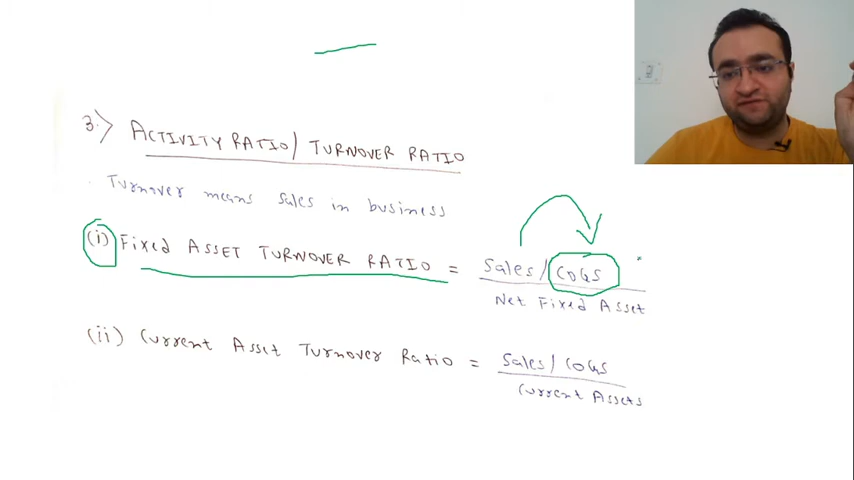 3.) ACTIVITY RATIO/ TURNOVER RATIO
Turnover means sales in business
(i) Fixed ASSET TURNOVER RATIO = Sales/COGS
Net Fixed Asset
(ii) Current Asset Turnover Ratio = Sales/COGS
Current Assets